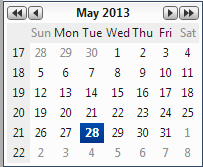 May 2013
Sun Mon Tue Wed Thu Fri Sat
17 28 29 30 1 2 3 4
18 5 6 7 8 9 10 11
19 12 13 14 15 16 17 18
20 19 20 21 22 23 24 25
21 26 27 28 29 30 31 1
22 2 3 4 5 6 7 8